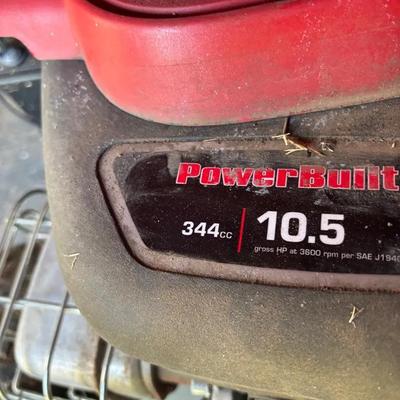 PowerBuilt
344cc 10.5
gross HP at 3600 rpm per SAE J1940